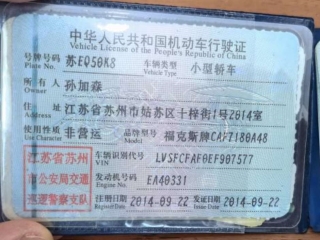 中华人民共和国机动车行驶证
Vehicle License of the People's Republic of China
号牌号码 苏EQ50K8 车辆类型 小型轿车
Plate No. Vehicle Type
所有人 孙加淼
Owner
住址 江苏省苏州市姑苏区十梓街1号2014室
使用性质 非营运 品牌型号 福克斯牌CAF7180A48
Use Character Model
江苏省苏州 车辆识别代号 LVSFCFAF0EF907577
VIN
市公安局交通 发动机号码 EA40331
Engine No.
巡逻警察支队 注册日期 2014-09-22 发证日期 2014-09-22
Register Date Issue Date